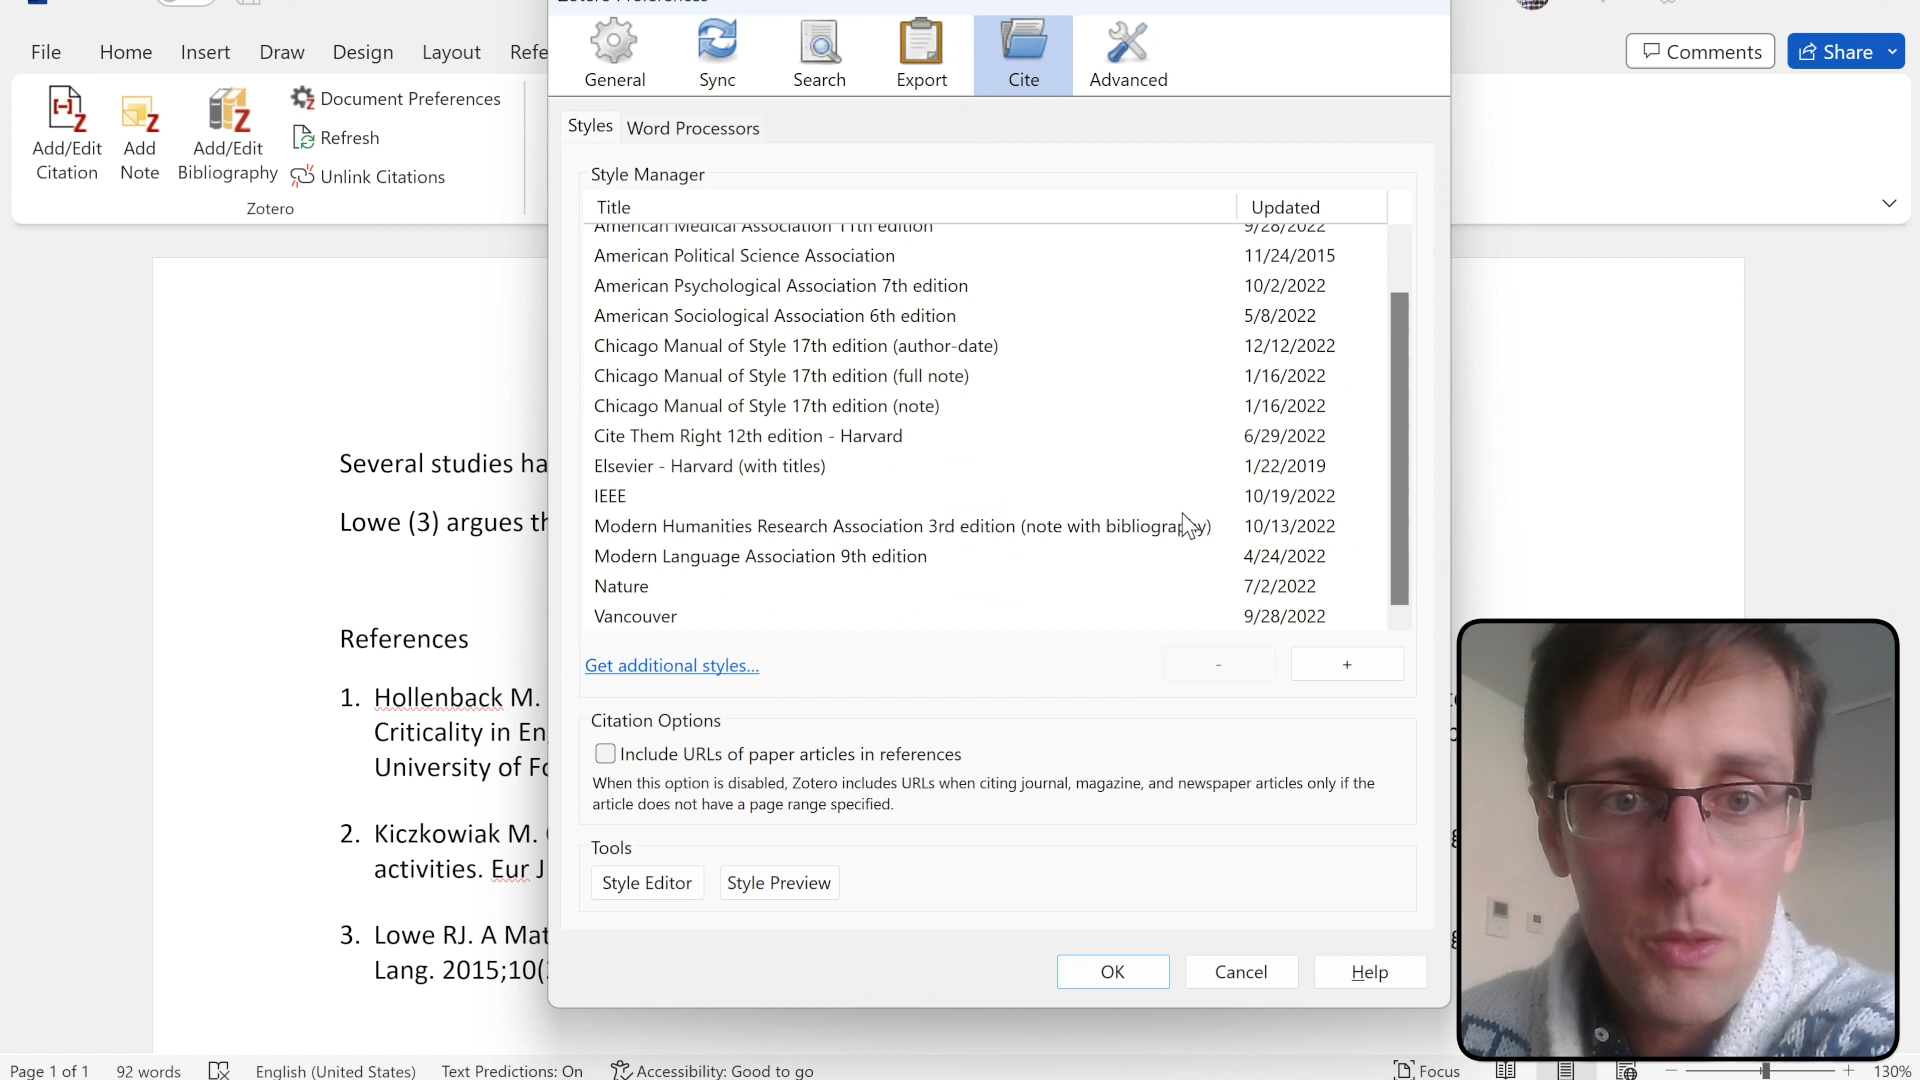 Zotero Preferences
File Home Insert Draw Design Layout Refe
Comments
Share
General
Sync
Search
Export
Cite
Advanced
Add/Edit Citation
Add Note
Add/Edit Bibliography
Document Preferences
Refresh
Unlink Citations
Zotero
Styles
Word Processors
Style Manager
Title Updated
American Medical Association 11th edition 9/28/2022
American Political Science Association 11/24/2015
American Psychological Association 7th edition 10/2/2022
American Sociological Association 6th edition 5/8/2022
Chicago Manual of Style 17th edition (author-date) 12/12/2022
Chicago Manual of Style 17th edition (full note) 1/16/2022
Chicago Manual of Style 17th edition (note) 1/16/2022
Cite Them Right 12th edition - Harvard 6/29/2022
Elsevier - Harvard (with titles) 1/22/2019
IEEE 10/19/2022
Modern Humanities Research Association 3rd edition (note with bibliography) 10/13/2022
Modern Language Association 9th edition 4/24/2022
Nature 7/2/2022
Vancouver 9/28/2022
Get additional styles...
- +
Citation Options
Include URLs of paper articles in references
When this option is disabled, Zotero includes URLs when citing journal, magazine, and newspaper articles only if the
article does not have a page range specified.
Tools
Style Editor
Style Preview
OK
Cancel
Help
Several studies ha
Lowe (3) argues th
References
1. Hollenback M.
Criticality in En
University of Fo
2. Kiczkowiak M.
activities. Eur J
3. Lowe RJ. A Mat
Lang. 2015;10(
Page 1 of 1 92 words English (United States) Text Predictions: On Accessibility: Good to go Focus 130%